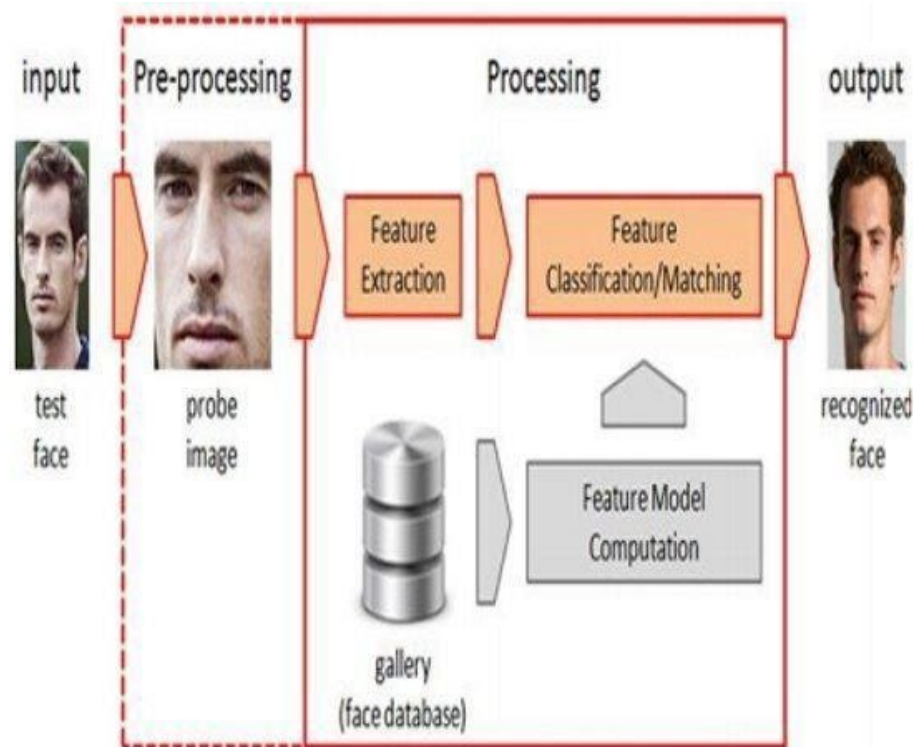 input
Pre-processing
Processing
output
Feature
Extraction
Feature
Classification/Matching
test
face
probe
image
recognized
face
Feature Model
Computation
gallery
(face database)